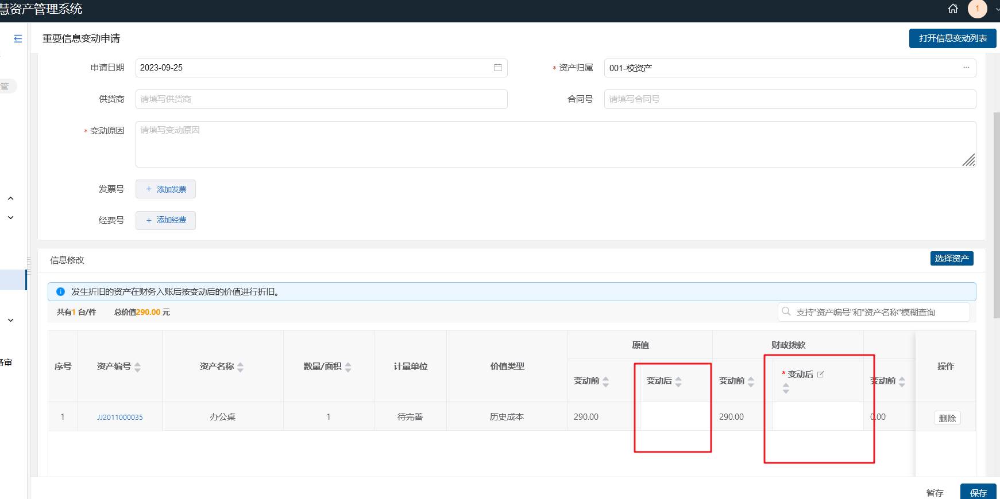 慧资产管理系统
1
重要信息变动申请
打开信息变动列表
管
申请日期
2023-09-25
* 资产归属
001-校资产
供货商
请填写供货商
合同号
请填写合同号
* 变动原因
请填写变动原因
发票号
+ 添加发票
经费号
+ 添加经费
信息修改
选择资产
发生折旧的资产在财务入账后按变动后的价值进行折旧。
共有1 台/件 总价值290.00 元
支持"资产编号"和"资产名称"模糊查询
序号 资产编号 资产名称 数量/面积 计量单位 价值类型 原值 财政拨款 操作
变动前 变动后 变动前 * 变动后 变动前
1 JJ2011000035 办公桌 1 待完善 历史成本 290.00 290.00 0.00 删除
备审
暂存
保存